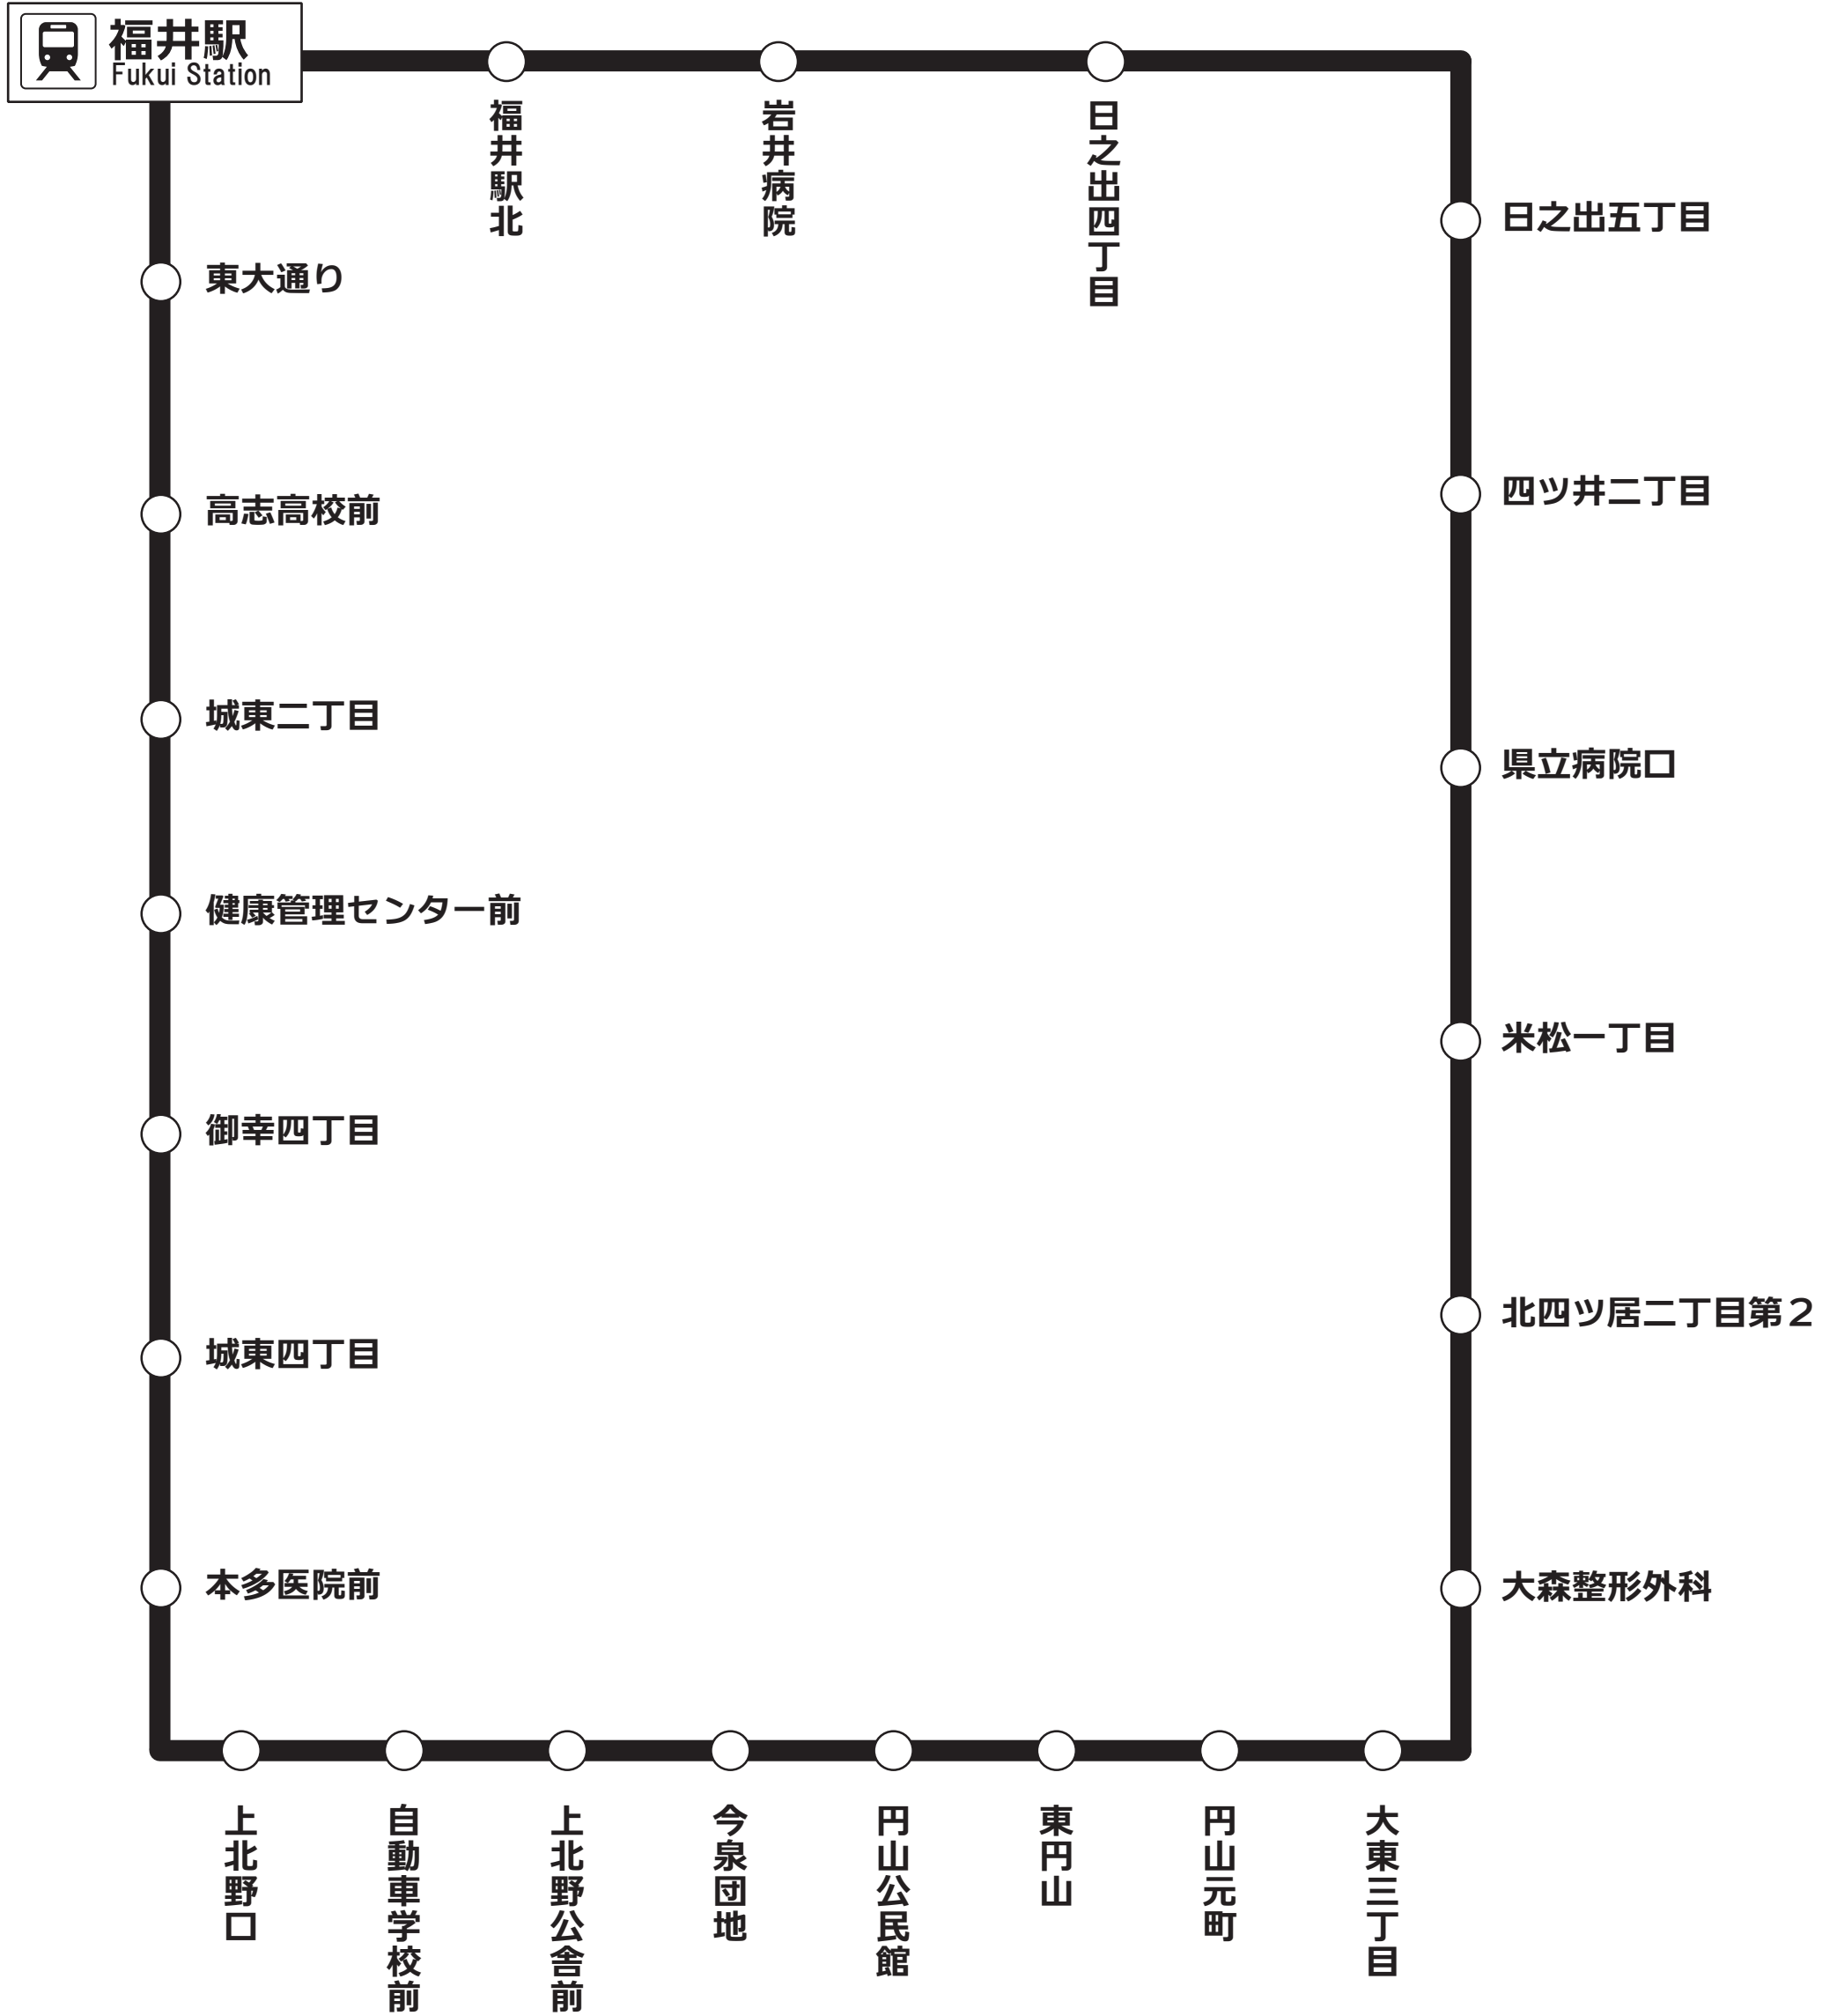 福井駅
Fukui Station
福井駅北
岩井病院
日之出四丁目
日之出五丁目
四ツ井二丁目
県立病院口
米松一丁目
北四ツ居二丁目第２
大森整形外科
東大通り
高志高校前
城東二丁目
健康管理センター前
御幸四丁目
城東四丁目
本多医院前
上北野口
自動車学校前
上北野公舎前
今泉団地
円山公民館
東円山
円山元町
大東三丁目